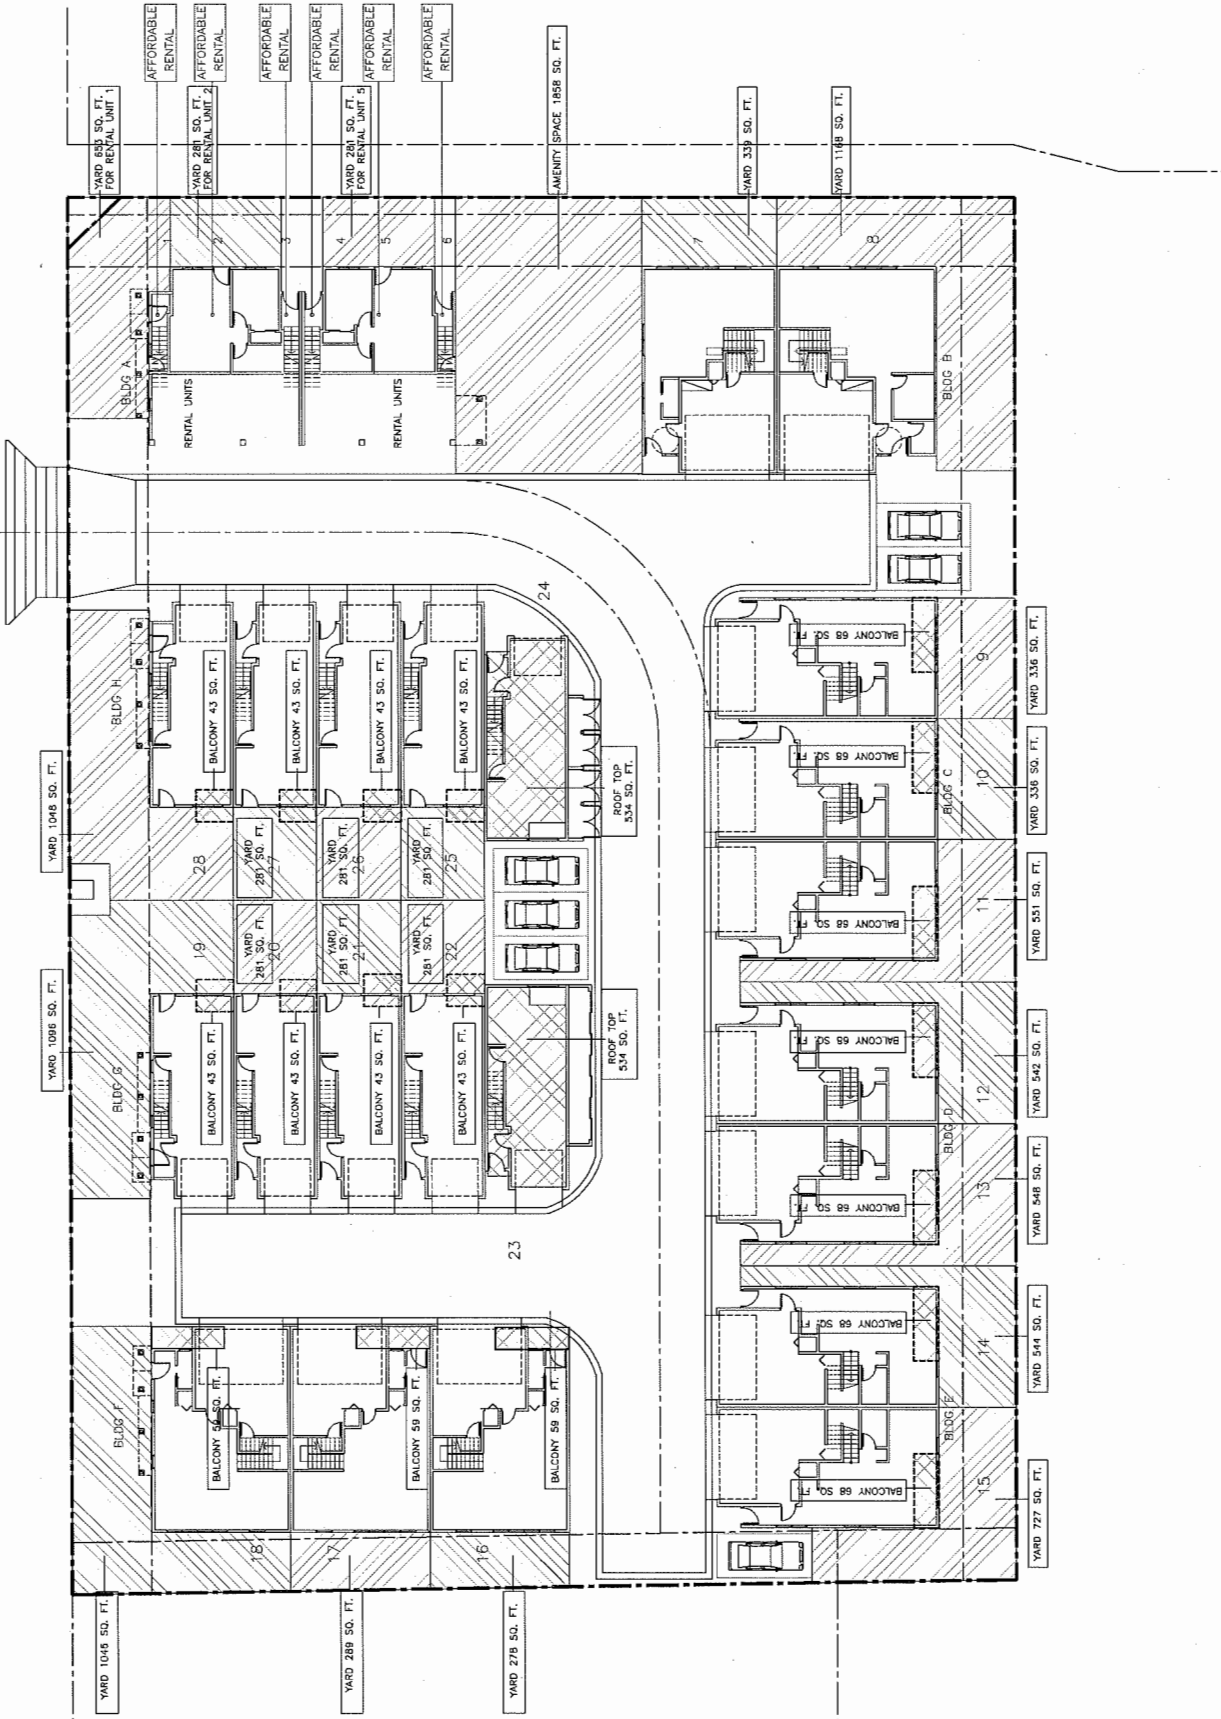 AFFORDABLE
RENTAL
AFFORDABLE
RENTAL
AFFORDABLE
RENTAL
AFFORDABLE
RENTAL
AFFORDABLE
RENTAL
AFFORDABLE
RENTAL
YARD 653 SQ. FT.
FOR RENTAL UNIT 1
YARD 281 SQ. FT.
FOR RENTAL UNIT 2
YARD 281 SQ. FT.
FOR RENTAL UNIT 5
AMENITY SPACE 1858 SQ. FT.
YARD 339 SQ. FT.
YARD 1168 SQ. FT.
1
2
3
4
5
6
7
8
BLDG A
RENTAL UNITS
RENTAL UNITS
BLDG B
24
BLDG H
BALCONY 43 SQ. FT.
BALCONY 43 SQ. FT.
BALCONY 43 SQ. FT.
BALCONY 43 SQ. FT.
ROOF TOP
534 SQ. FT.
YARD 1048 SQ. FT.
28
YARD
281 SQ. FT.
27
YARD
281 SQ. FT.
26
YARD
281 SQ. FT.
25
19
YARD
281 SQ. FT.
20
YARD
281 SQ. FT.
21
YARD
281 SQ. FT.
22
YARD 1096 SQ. FT.
BLDG G
BALCONY 43 SQ. FT.
BALCONY 43 SQ. FT.
BALCONY 43 SQ. FT.
BALCONY 43 SQ. FT.
ROOF TOP
534 SQ. FT.
23
BALCONY 68 SQ.
FT.
9
YARD 336 SQ. FT.
BALCONY 68 SQ.
FT.
BLDG C
10
YARD 336 SQ. FT.
BALCONY 68 SQ.
FT.
11
YARD 551 SQ. FT.
BALCONY 68 SQ.
FT.
12
YARD 542 SQ. FT.
BLDG D
BALCONY 68 SQ.
FT.
13
YARD 548 SQ. FT.
BALCONY 68 SQ.
FT.
14
YARD 544 SQ. FT.
BLDG E
BALCONY 68 SQ.
FT.
15
YARD 727 SQ. FT.
BLDG F
BALCONY 59 SQ. FT.
BALCONY 59 SQ. FT.
BALCONY 59 SQ. FT.
18
17
16
YARD 1045 SQ. FT.
YARD 289 SQ. FT.
YARD 278 SQ. FT.